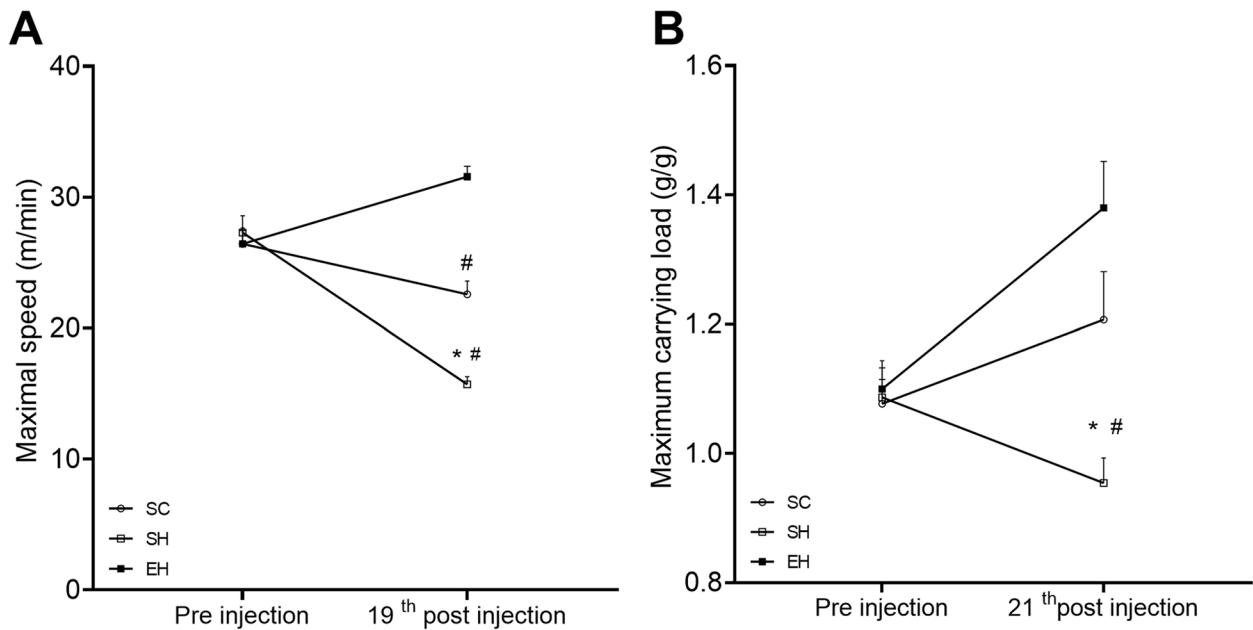 A
Maximal speed (m/min)
40
30
20
10
0
#
* #
SC
SH
EH
Pre injection
19 th post injection
B
Maximum carrying load (g/g)
1.6
1.4
1.2
1.0
0.8
* #
SC
SH
EH
Pre injection
21 th post injection